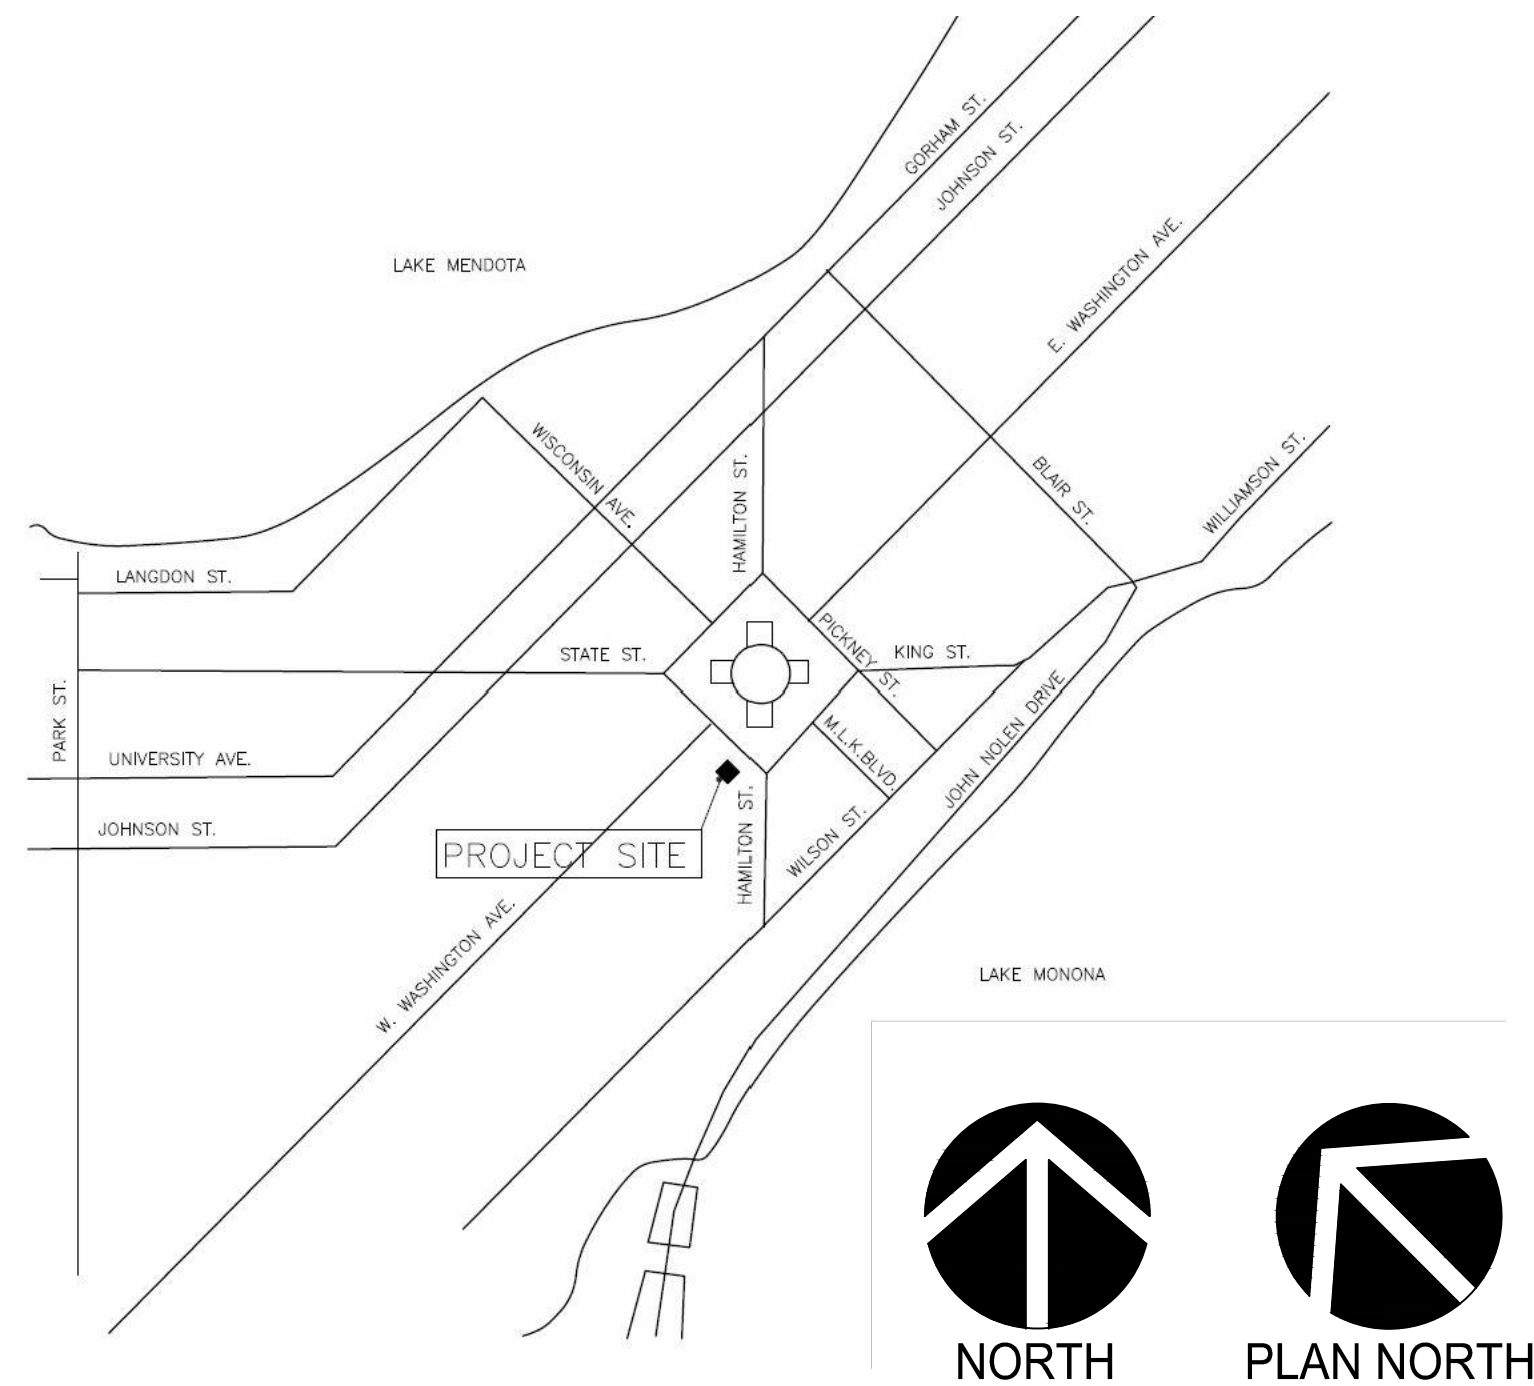 GORHAM ST.
JOHNSON ST.
LAKE MENDOTA
E. WASHINGTON AVE.
WISCONSIN AVE.
HAMILTON ST.
BLAIR ST.
WILLIAMSON ST.
LANGDON ST.
STATE ST.
PICKNEY ST.
KING ST.
PARK ST.
UNIVERSITY AVE.
M.L.K.BLVD.
JOHN NOLEN DRIVE
JOHNSON ST.
PROJECT SITE
HAMILTON ST.
WILSON ST.
W. WASHINGTON AVE.
LAKE MONONA
NORTH
PLAN NORTH